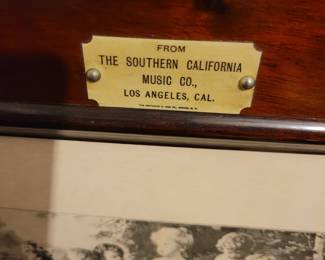 FROM
THE SOUTHERN CALIFORNIA
MUSIC CO.,
LOS ANGELES, CAL.